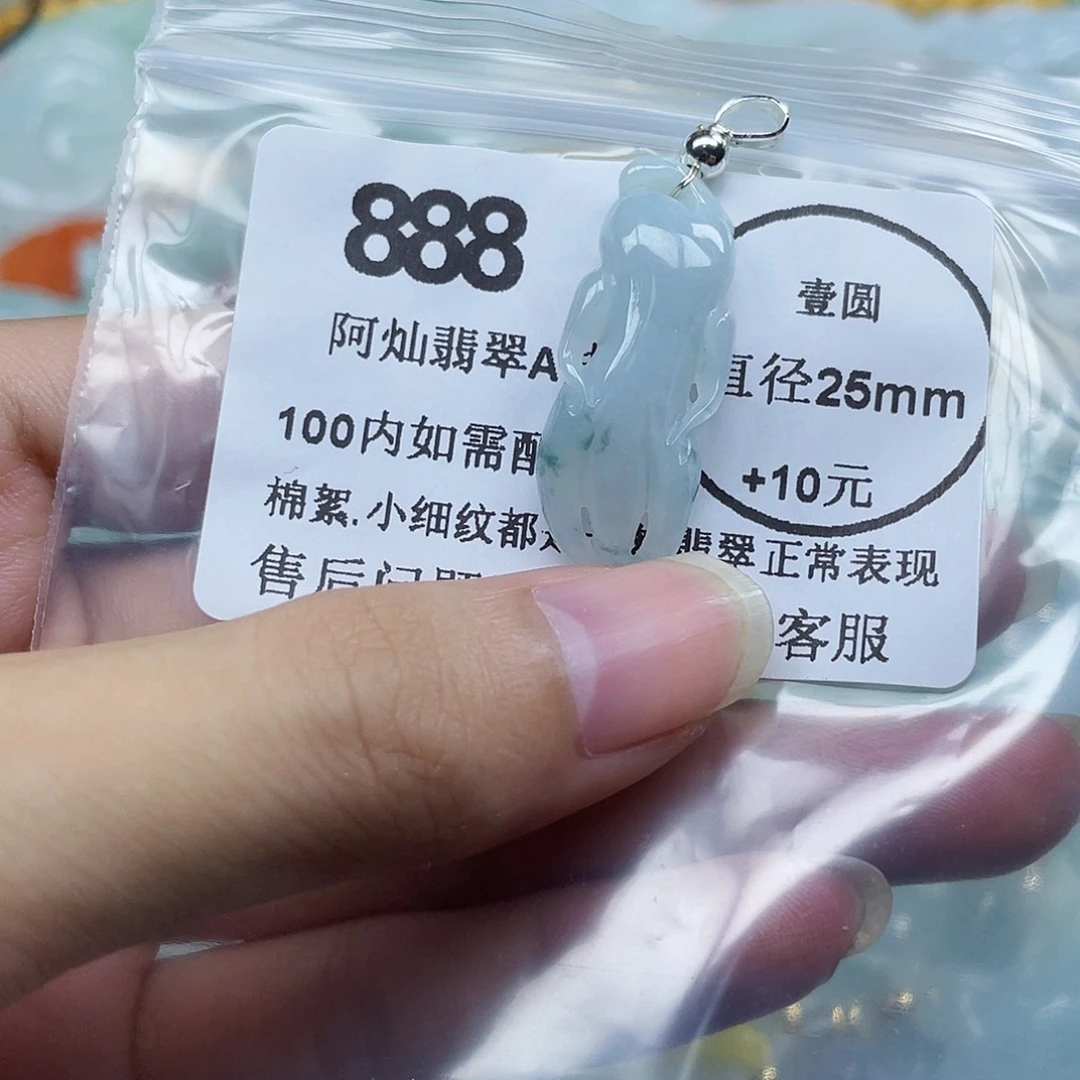 888
阿灿翡翠A
100内如需
棉絮.小细纹都
翡翠正常表现
售后问题
客服
壹圆
直径25mm
+10元